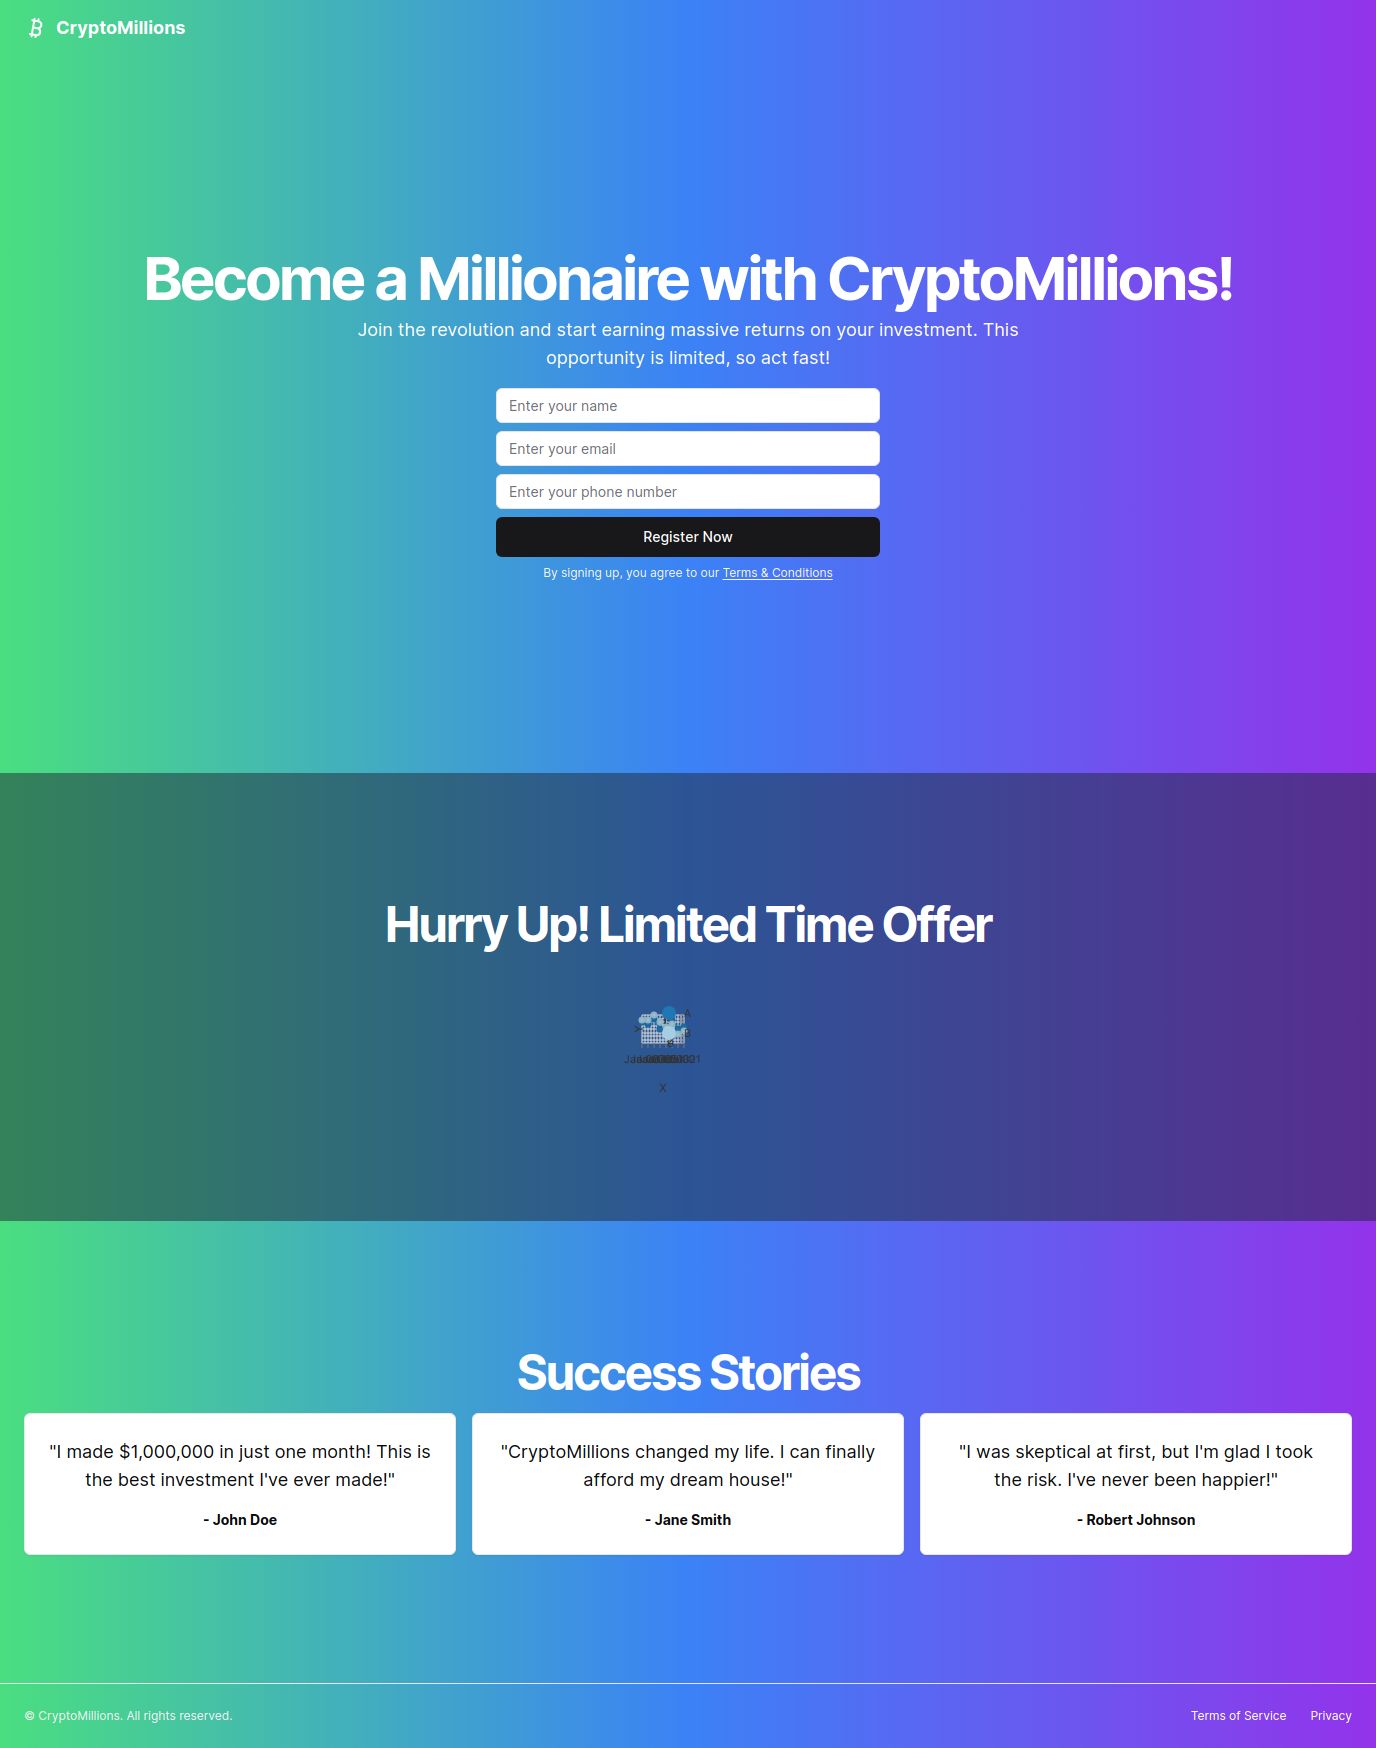 CryptoMillions
Become a Millionaire with CryptoMillions!
Join the revolution and start earning massive returns on your investment. This
opportunity is limited, so act fast!
Enter your name
Enter your email
Enter your phone number
Register Now
By signing up, you agree to our Terms & Conditions
Hurry Up! Limited Time Offer
A
B
X
Success Stories
"I made $1,000,000 in just one month! This is
the best investment I've ever made!"
- John Doe
"CryptoMillions changed my life. I can finally
afford my dream house!"
- Jane Smith
"I was skeptical at first, but I'm glad I took
the risk. I've never been happier!"
- Robert Johnson
© CryptoMillions. All rights reserved.
Terms of Service
Privacy